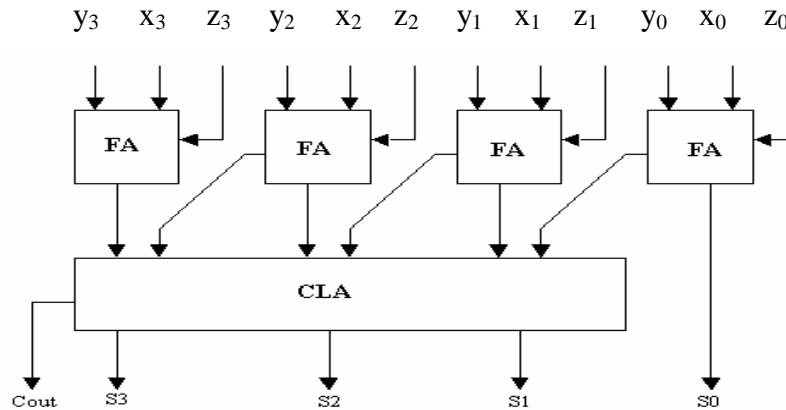 y₃ x₃ z₃ y₂ x₂ z₂ y₁ x₁ z₁ y₀ x₀ z₀
FA FA FA FA
CLA
Cout S3 S2 S1 S0